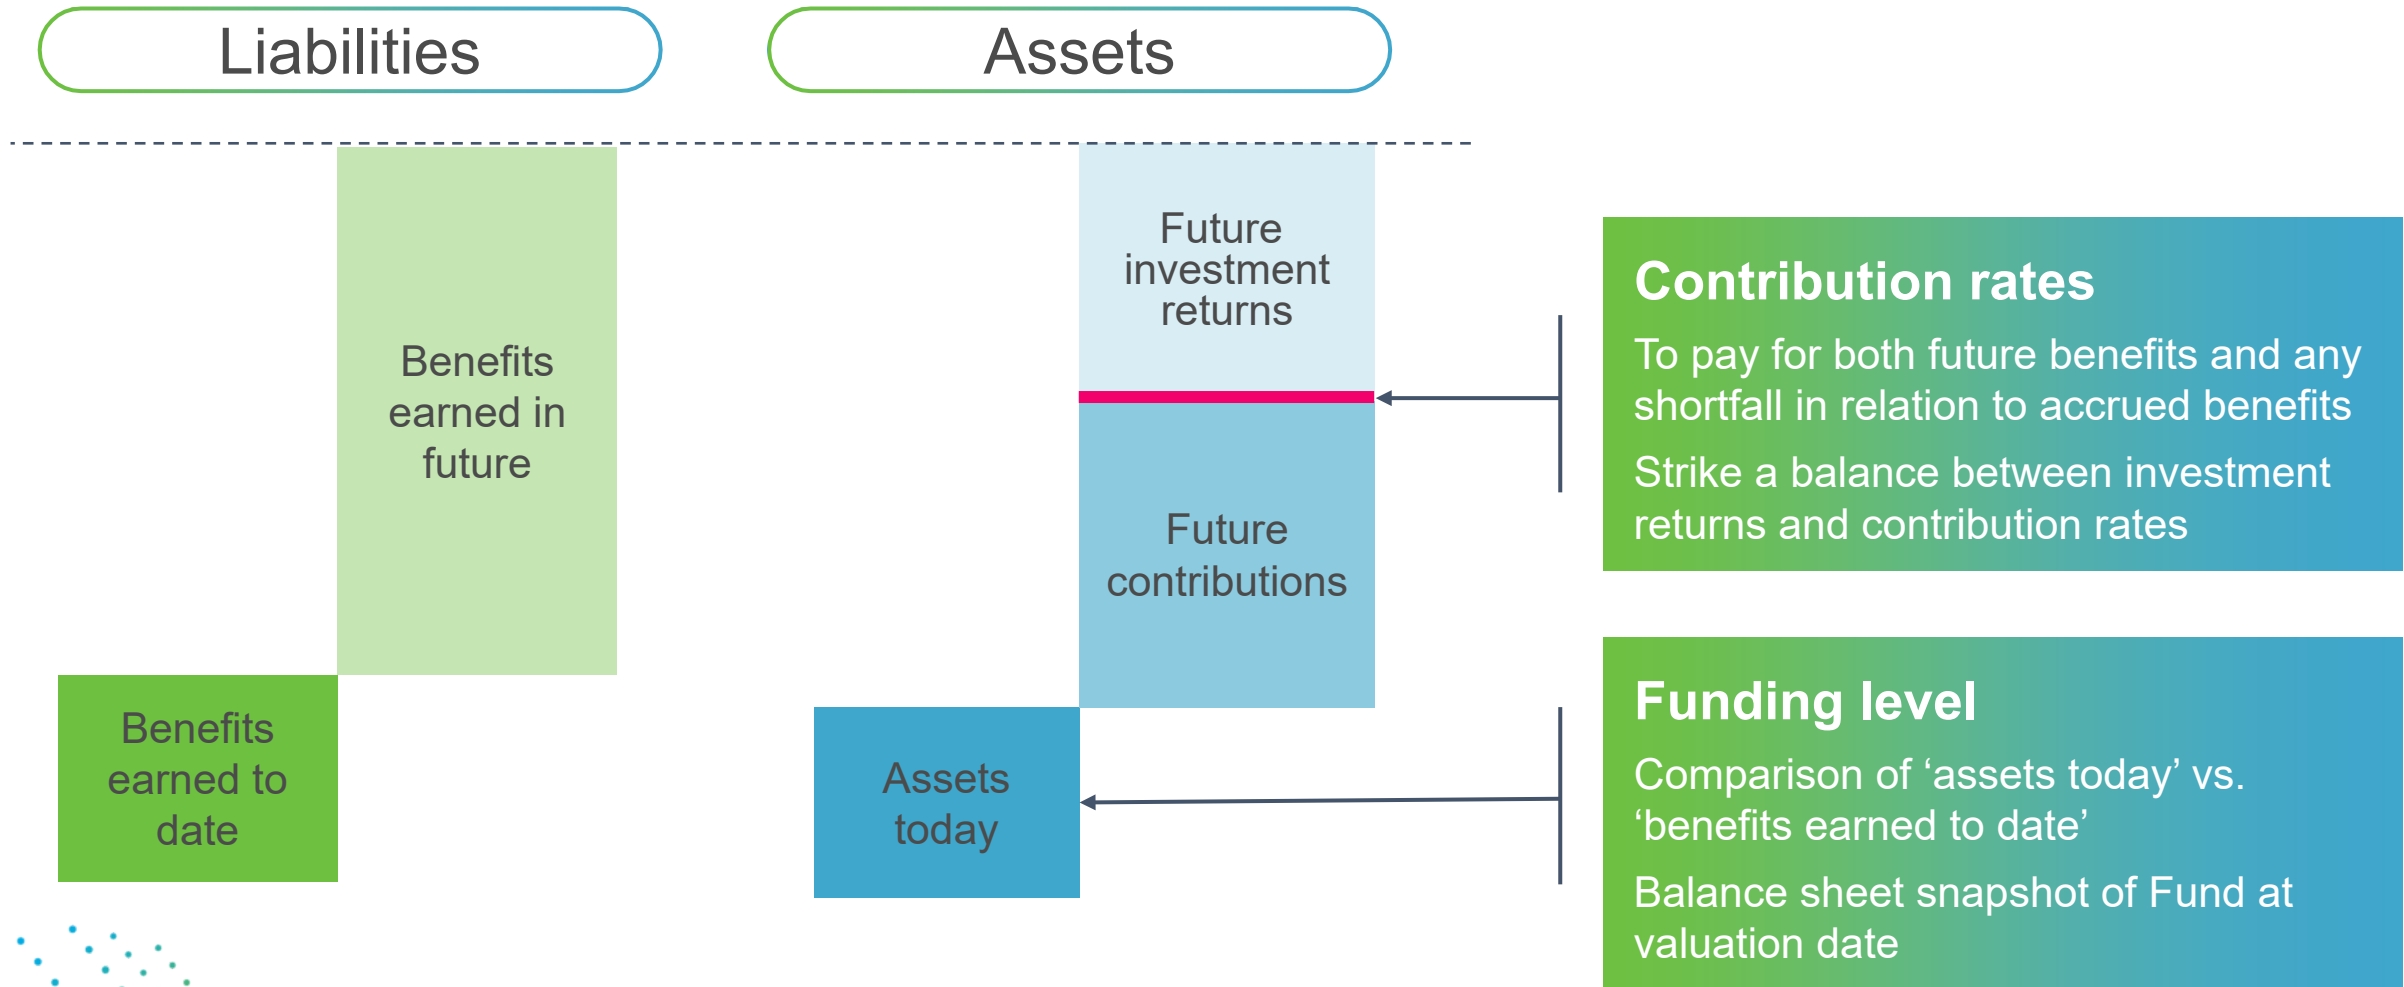 Liabilities
Assets
Benefits
earned in
future
Benefits
earned to
date
Future
investment
returns
Future
contributions
Assets
today
Contribution rates
To pay for both future benefits and any
shortfall in relation to accrued benefits
Strike a balance between investment
returns and contribution rates
Funding level
Comparison of ‘assets today’ vs.
‘benefits earned to date’
Balance sheet snapshot of Fund at
valuation date